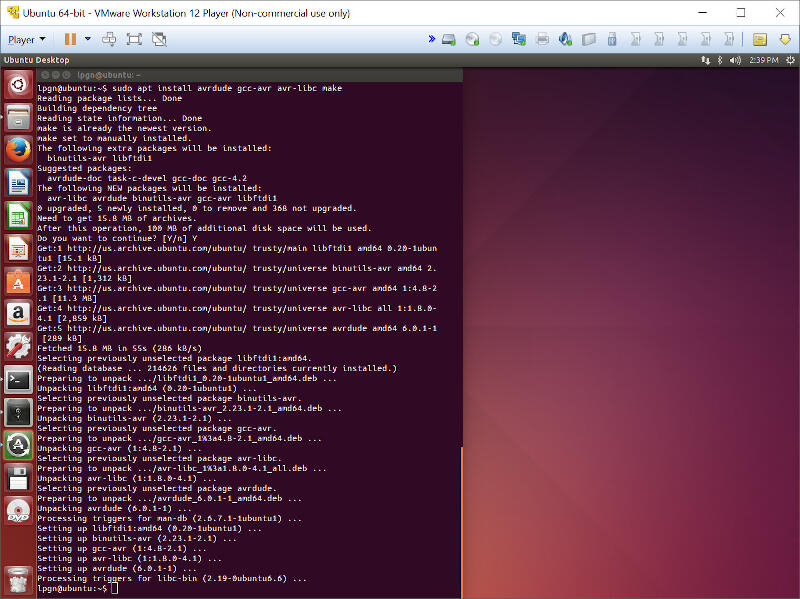 Ubuntu 64-bit - VMware Workstation 12 Player (Non-commercial use only)
Player
Ubuntu Desktop
2:39 PM
lpgn@ubuntu: ~
lpgn@ubuntu:~$ sudo apt install avrdude gcc-avr avr-libc make
Reading package lists... Done
Building dependency tree
Reading state information... Done
make is already the newest version.
make set to manually installed.
The following extra packages will be installed:
binutils-avr libftdi1
Suggested packages:
avrdude-doc task-c-devel gcc-doc gcc-4.2
The following NEW packages will be installed:
avr-libc avrdude binutils-avr gcc-avr libftdi1
0 upgraded, 5 newly installed, 0 to remove and 368 not upgraded.
Need to get 15.8 MB of archives.
After this operation, 100 MB of additional disk space will be used.
Do you want to continue? [Y/n] Y
Get:1 http://us.archive.ubuntu.com/ubuntu/ trusty/main libftdi1 amd64 0.20-1ubun
tu1 [15.1 kB]
Get:2 http://us.archive.ubuntu.com/ubuntu/ trusty/universe binutils-avr amd64 2.
23.1-2.1 [1,312 kB]
Get:3 http://us.archive.ubuntu.com/ubuntu/ trusty/universe gcc-avr amd64 1:4.8-2
.1 [11.3 MB]
Get:4 http://us.archive.ubuntu.com/ubuntu/ trusty/universe avr-libc all 1:1.8.0-
4.1 [2,859 kB]
Get:5 http://us.archive.ubuntu.com/ubuntu/ trusty/universe avrdude amd64 6.0.1-1
[289 kB]
Fetched 15.8 MB in 55s (286 kB/s)
Selecting previously unselected package libftdi1:amd64.
(Reading database ... 214626 files and directories currently installed.)
Preparing to unpack .../libftdi1_0.20-1ubuntu1_amd64.deb ...
Unpacking libftdi1:amd64 (0.20-1ubuntu1) ...
Selecting previously unselected package binutils-avr.
Preparing to unpack .../binutils-avr_2.23.1-2.1_amd64.deb ...
Unpacking binutils-avr (2.23.1-2.1) ...
Selecting previously unselected package gcc-avr.
Preparing to unpack .../gcc-avr_1%3a4.8-2.1_amd64.deb ...
Unpacking gcc-avr (1:4.8-2.1) ...
Selecting previously unselected package avr-libc.
Preparing to unpack .../avr-libc_1%3a1.8.0-4.1_all.deb ...
Unpacking avr-libc (1:1.8.0-4.1) ...
Selecting previously unselected package avrdude.
Preparing to unpack .../avrdude_6.0.1-1_amd64.deb ...
Unpacking avrdude (6.0.1-1) ...
Processing triggers for man-db (2.6.7.1-1ubuntu1) ...
Setting up libftdi1:amd64 (0.20-1ubuntu1) ...
Setting up binutils-avr (2.23.1-2.1) ...
Setting up gcc-avr (1:4.8-2.1) ...
Setting up avr-libc (1:1.8.0-4.1) ...
Setting up avrdude (6.0.1-1) ...
Processing triggers for libc-bin (2.19-0ubuntu6.6) ...
lpgn@ubuntu:~$
DVD